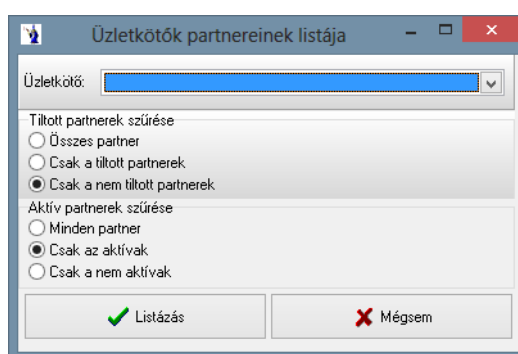 Üzletkötők partnereinek listája
Üzletkötő:
Tiltott partnerek szűrése
Összes partner
Csak a tiltott partnerek
Csak a nem tiltott partnerek
Aktív partnerek szűrése
Minden partner
Csak az aktívak
Csak a nem aktívak
Listázás Mégsem